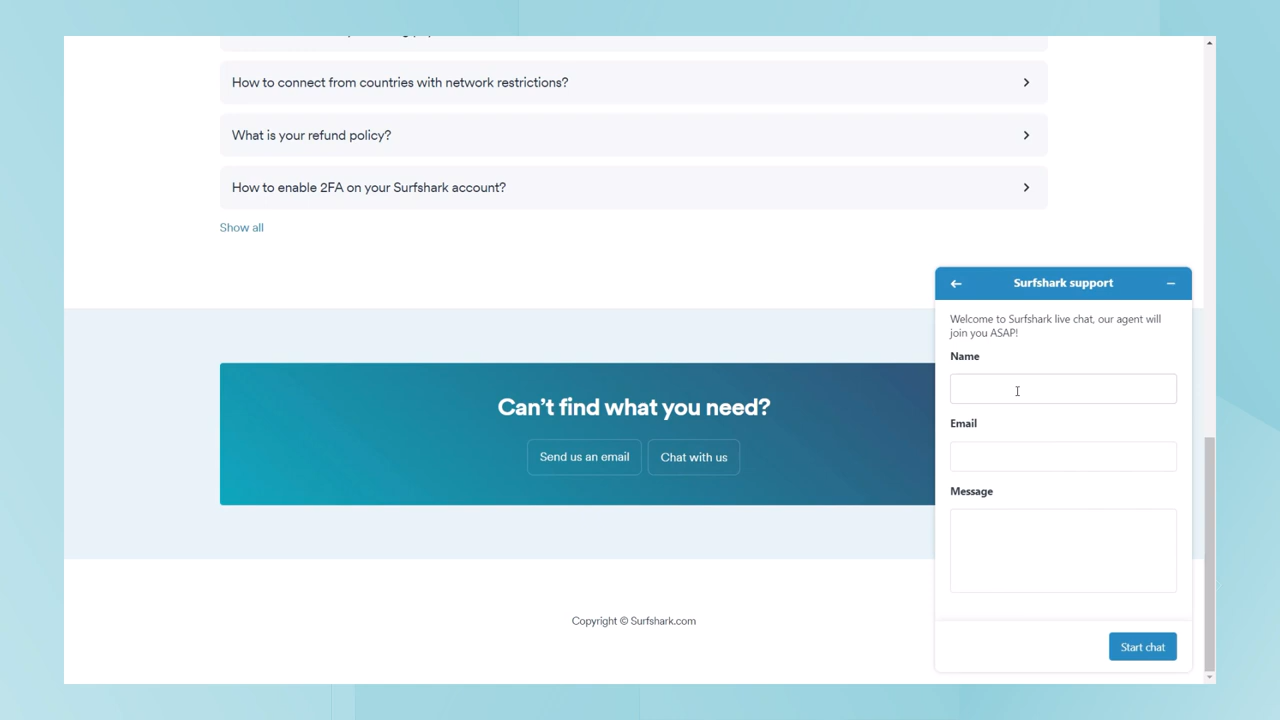 How to connect from countries with network restrictions?
What is your refund policy?
How to enable 2FA on your Surfshark account?
Show all
Can't find what you need?
Send us an email
Chat with us
Copyright © Surfshark.com
Surfshark support
Welcome to Surfshark live chat, our agent will
join you ASAP!
Name
Email
Message
Start chat